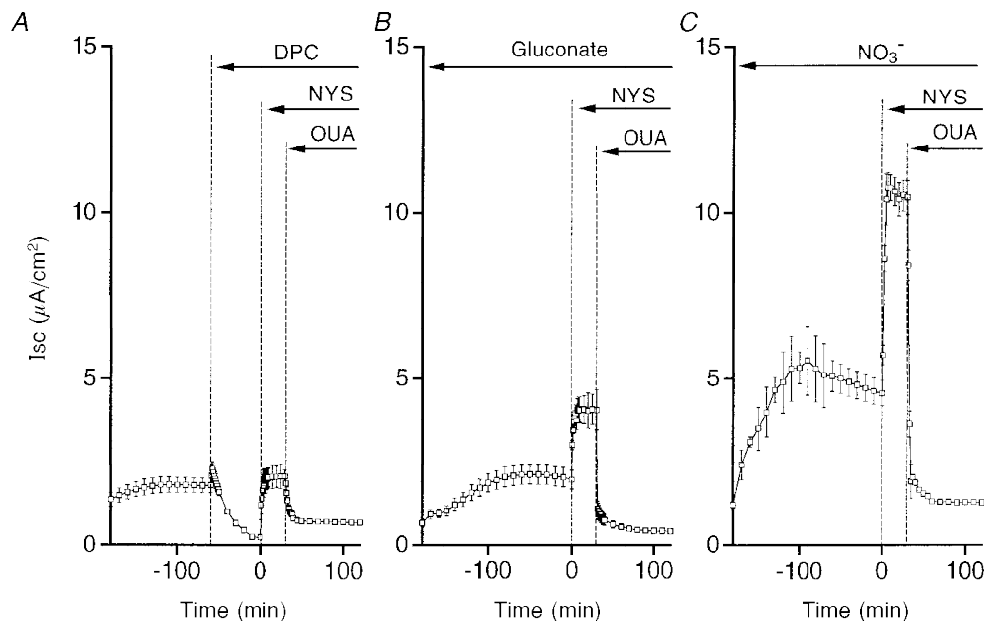 A
DPC
NYS
OUA
15
10
5
0
Isc (µA/cm²)
-100
0
100
Time (min)
B
Gluconate
NYS
OUA
15
10
5
0
-100
0
100
Time (min)
C
NO₃⁻
NYS
OUA
15
10
5
0
-100
0
100
Time (min)